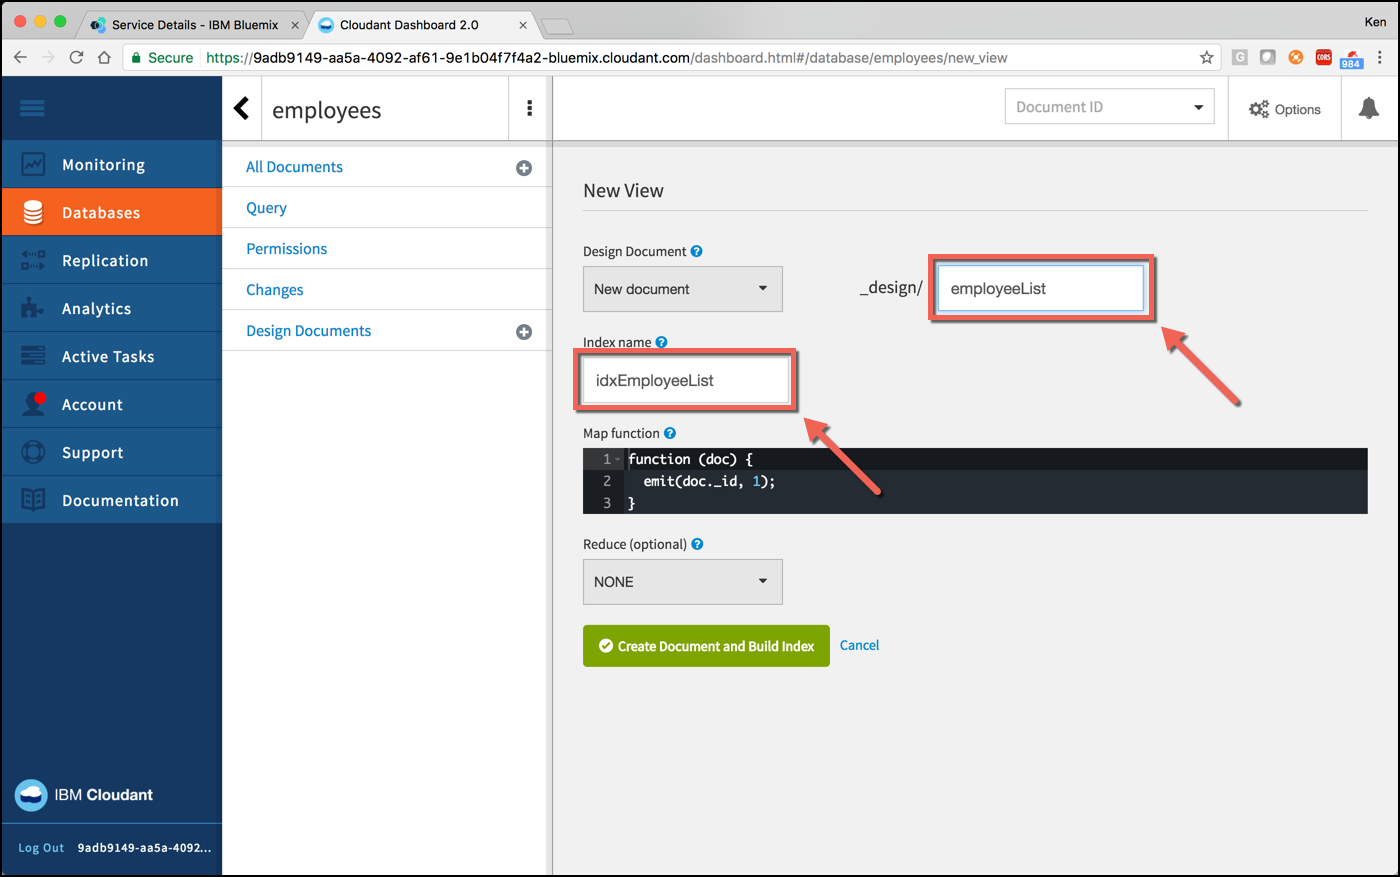 Service Details - IBM Bluemix
Cloudant Dashboard 2.0
Ken
Secure https://9adb9149-aa5a-4092-af61-9e1b04f7f4a2-bluemix.cloudant.com/dashboard.html#/database/employees/new_view
G
CORS
984
employees
Document ID
Options
Monitoring
Databases
Replication
Analytics
Active Tasks
Account
Support
Documentation
All Documents
Query
Permissions
Changes
Design Documents
New View
Design Document ?
New document
_design/ employeeList
Index name ?
idxEmployeeList
Map function ?
1 function (doc) {
2 emit(doc._id, 1);
3 }
Reduce (optional) ?
NONE
Create Document and Build Index Cancel
IBM Cloudant
Log Out 9adb9149-aa5a-4092...